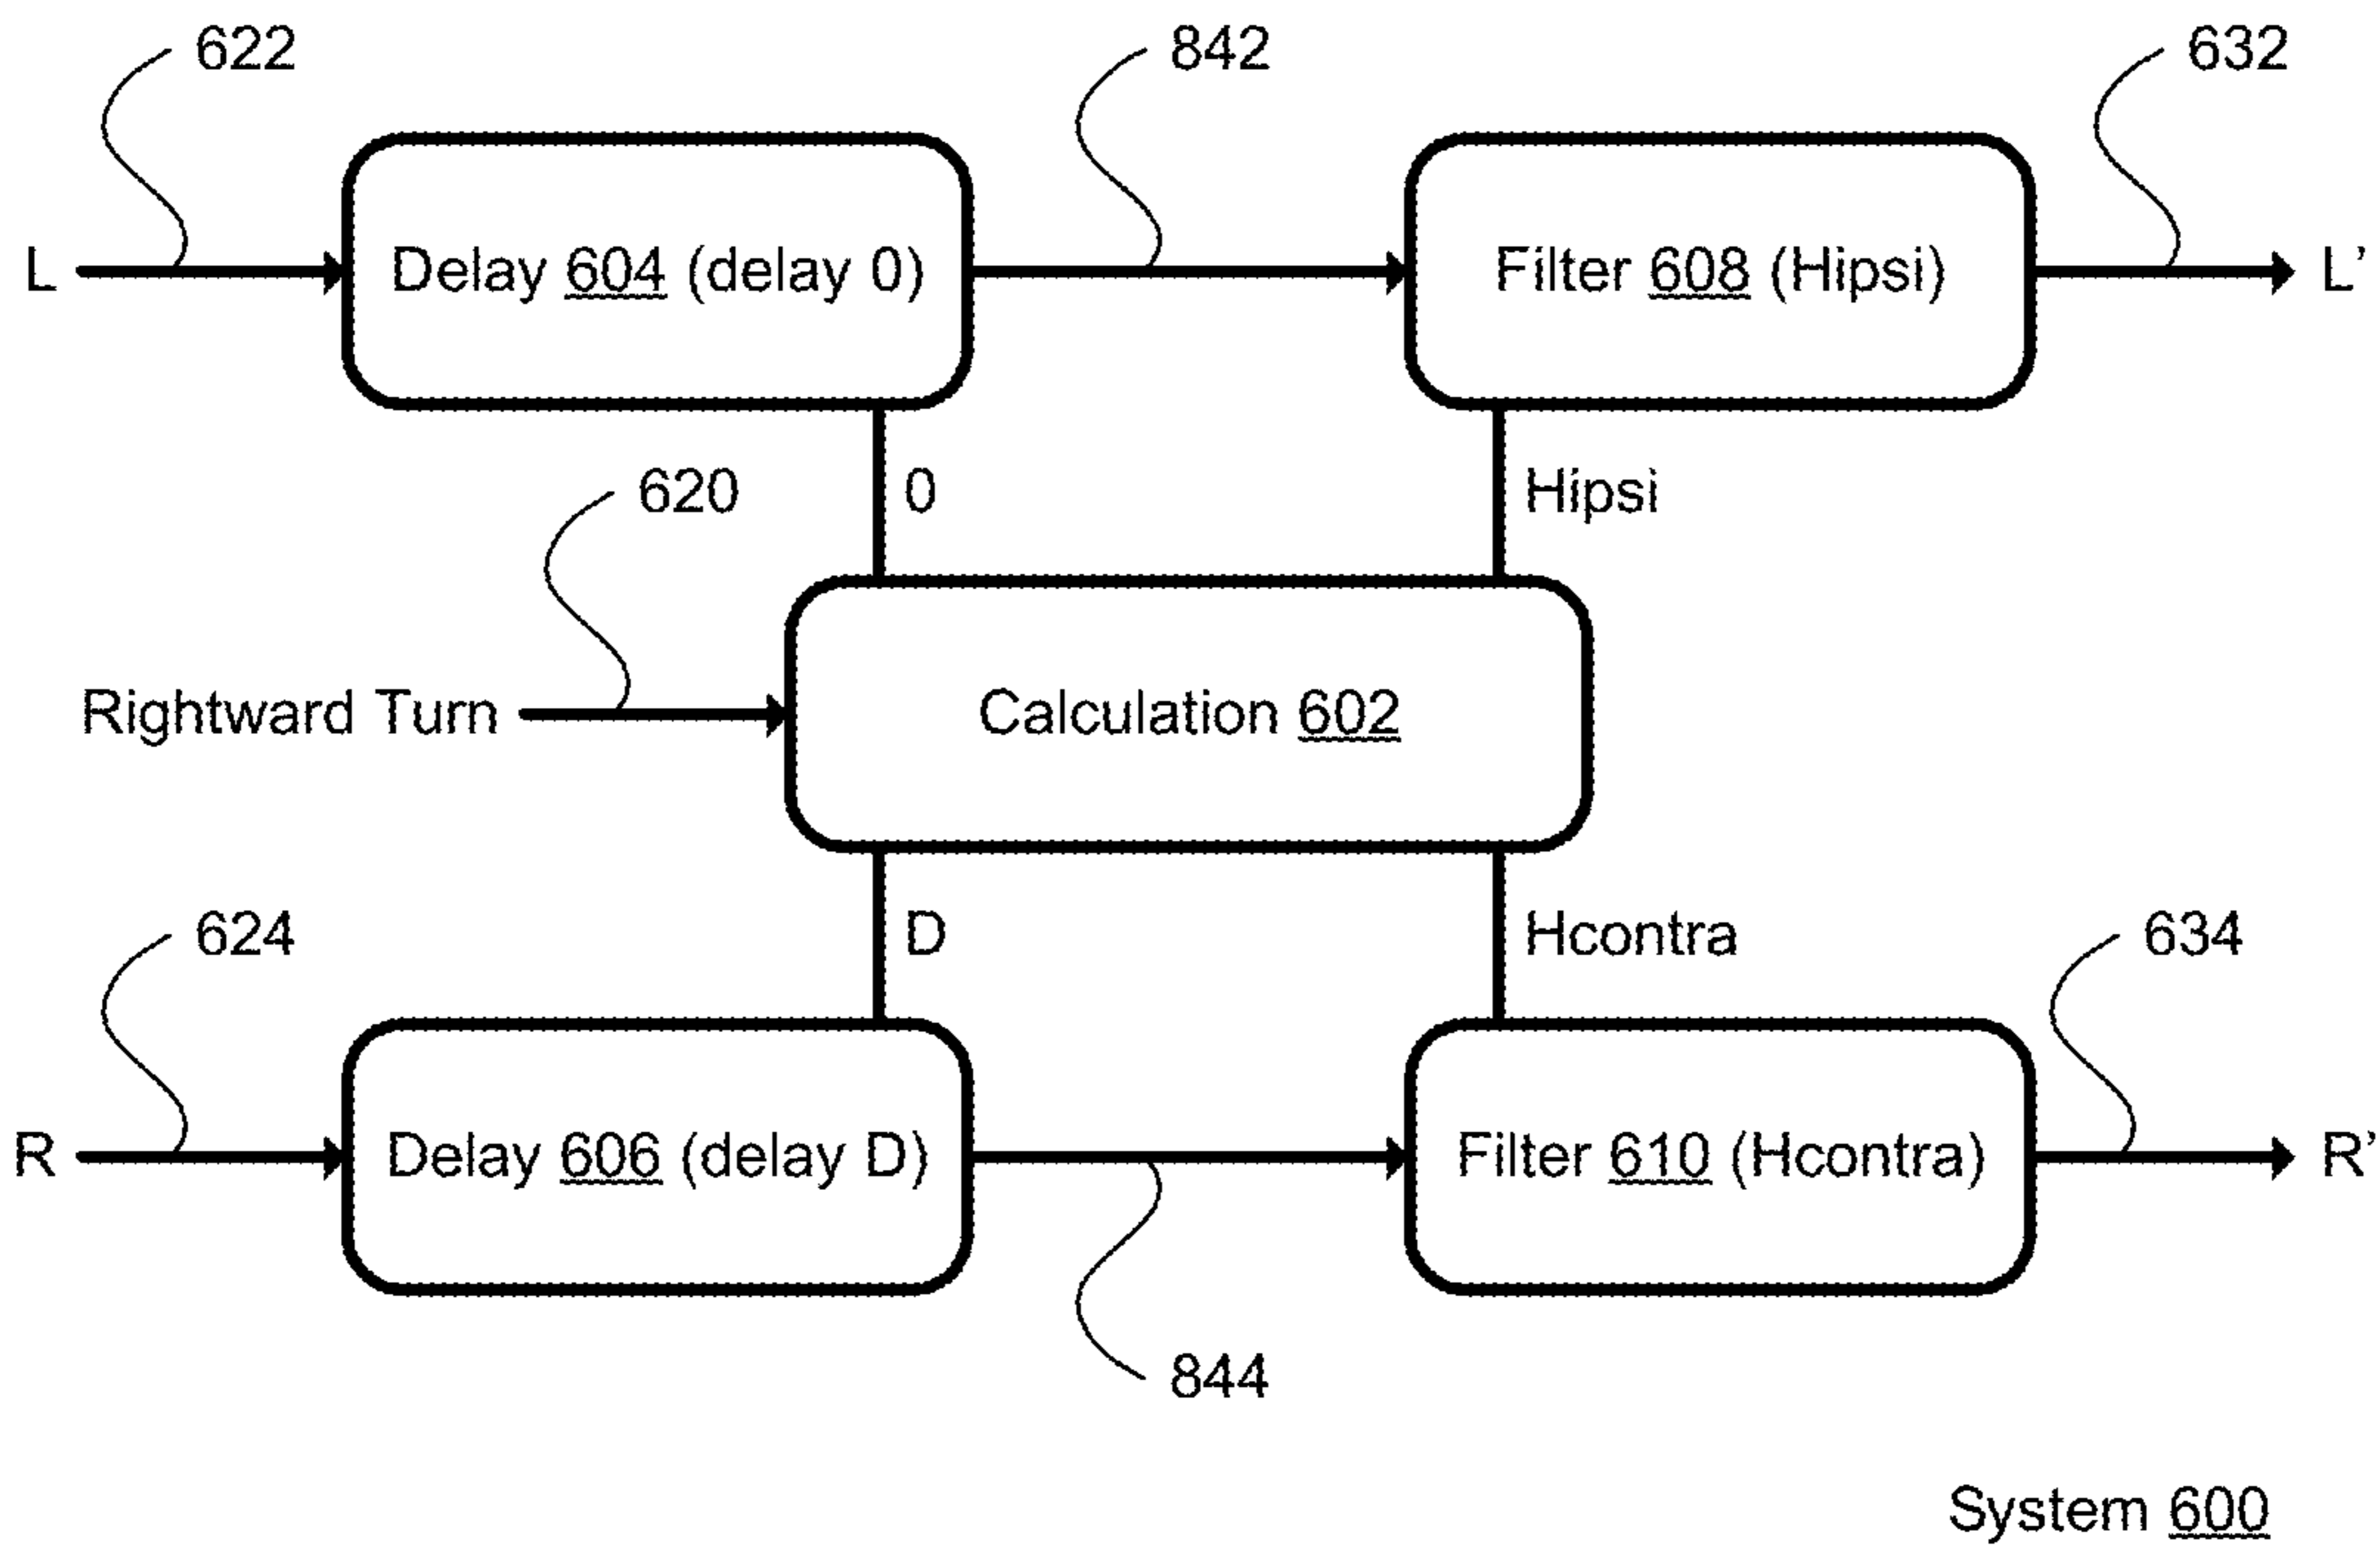 622
842
632
L
Delay 604 (delay 0)
Filter 608 (Hipsi)
L’
620
0
Hipsi
Rightward Turn
Calculation 602
624
D
Hcontra
634
R
Delay 606 (delay D)
Filter 610 (Hcontra)
R’
844
System 600